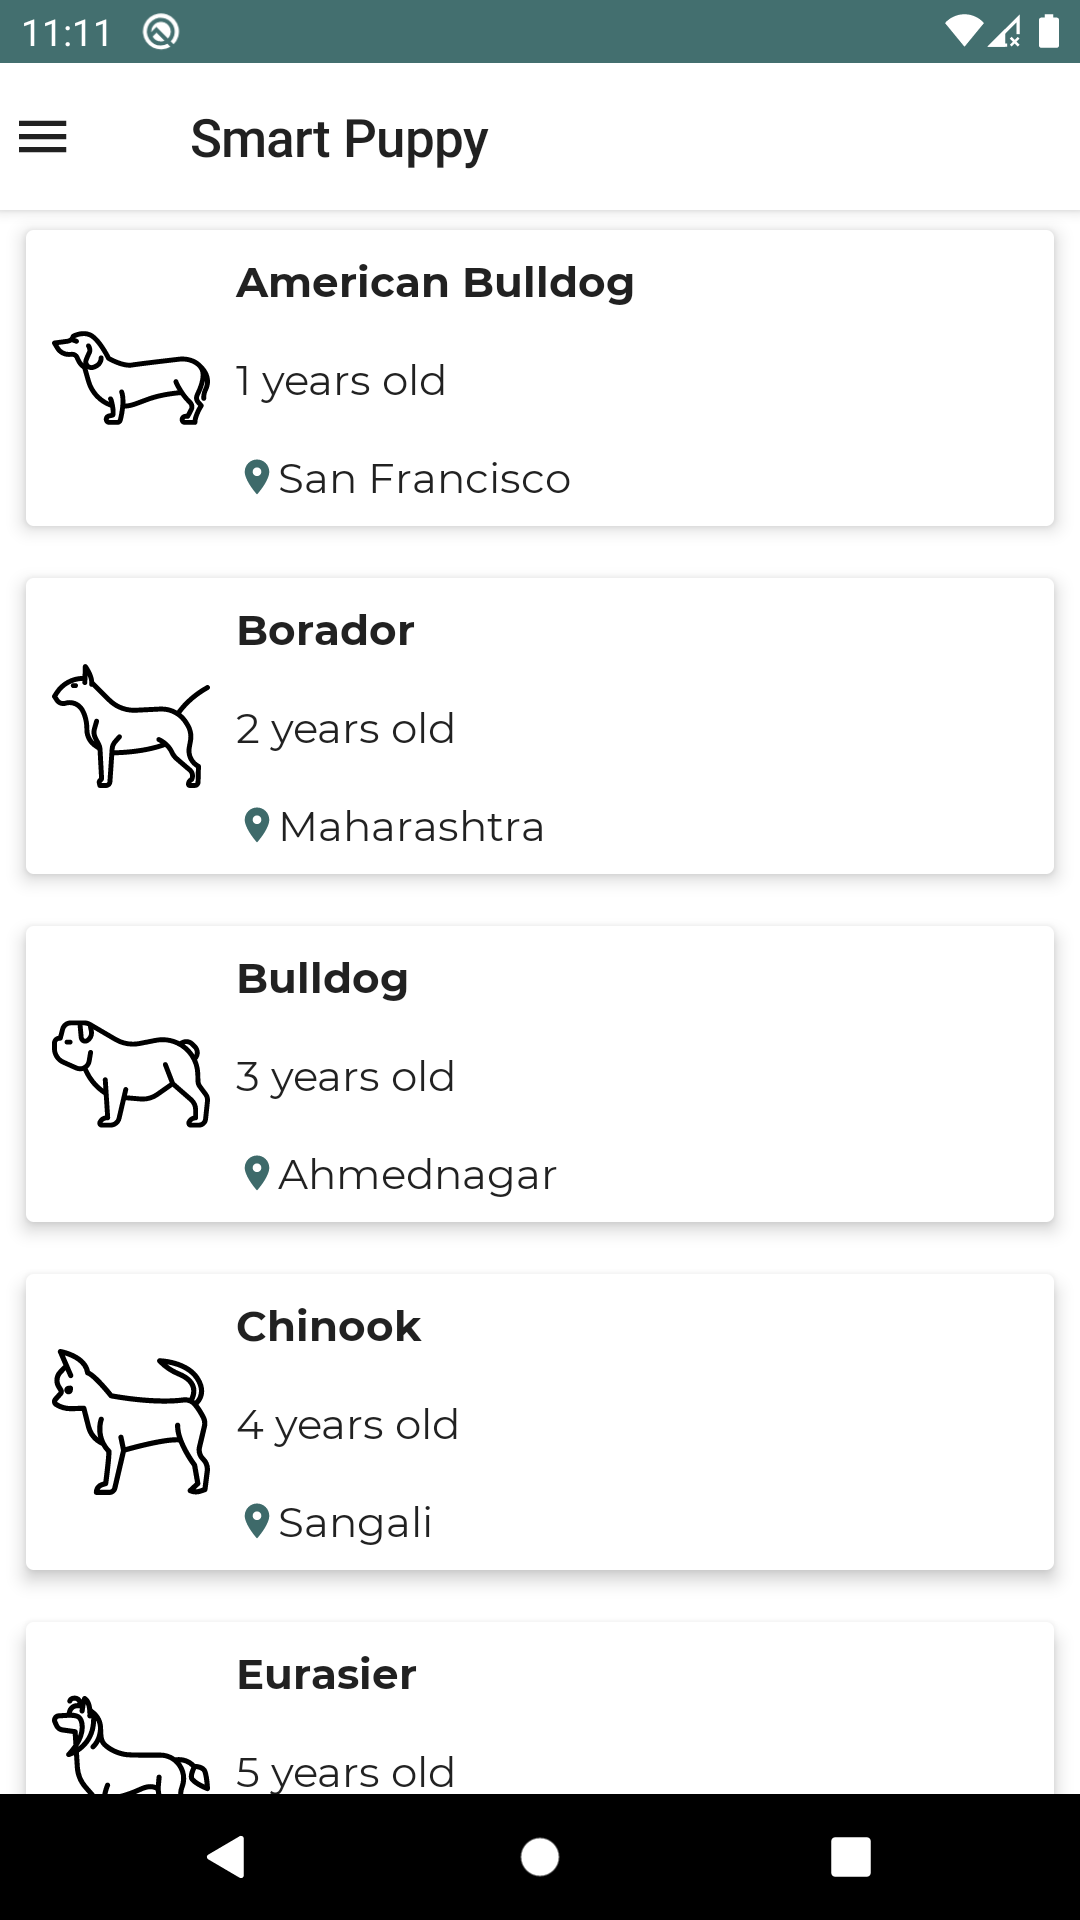 11:11
Smart Puppy
American Bulldog
1 years old
San Francisco
Borador
2 years old
Maharashtra
Bulldog
3 years old
Ahmednagar
Chinook
4 years old
Sangali
Eurasier
5 years old